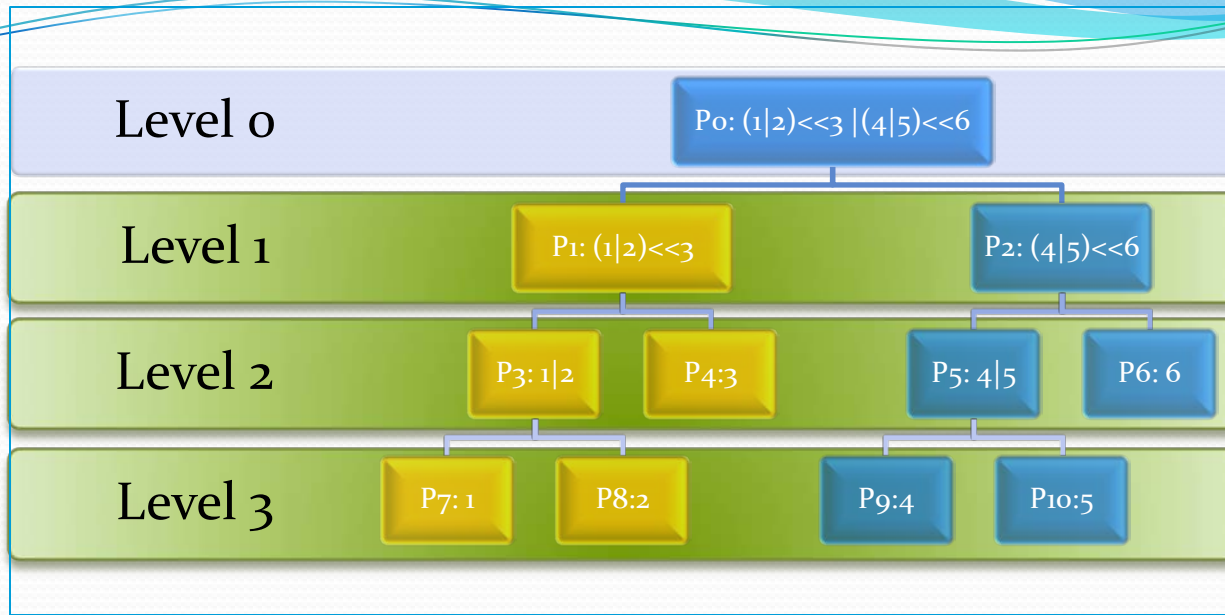 Level 0
P0: (1|2)<<3 |(4|5)<<6
Level 1
P1: (1|2)<<3
P2: (4|5)<<6
Level 2
P3: 1|2
P4:3
P5: 4|5
P6: 6
Level 3
P7: 1
P8:2
P9:4
P10:5